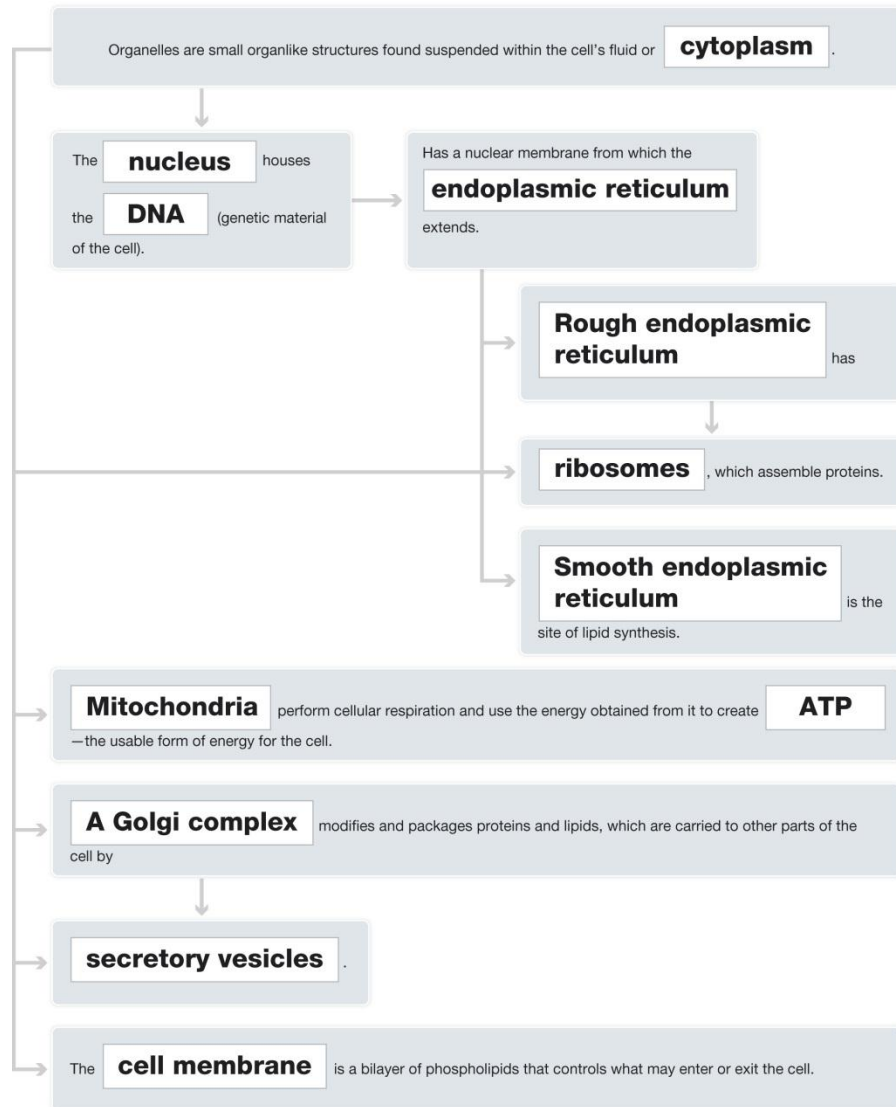 Organelles are small organlike structures found suspended within the cell's fluid or cytoplasm .
The nucleus houses
the DNA (genetic material
of the cell).
Has a nuclear membrane from which the
endoplasmic reticulum
extends.
Rough endoplasmic
reticulum has
ribosomes , which assemble proteins.
Smooth endoplasmic
reticulum is the
site of lipid synthesis.
Mitochondria perform cellular respiration and use the energy obtained from it to create ATP
—the usable form of energy for the cell.
A Golgi complex modifies and packages proteins and lipids, which are carried to other parts of the
cell by
secretory vesicles .
The cell membrane is a bilayer of phospholipids that controls what may enter or exit the cell.